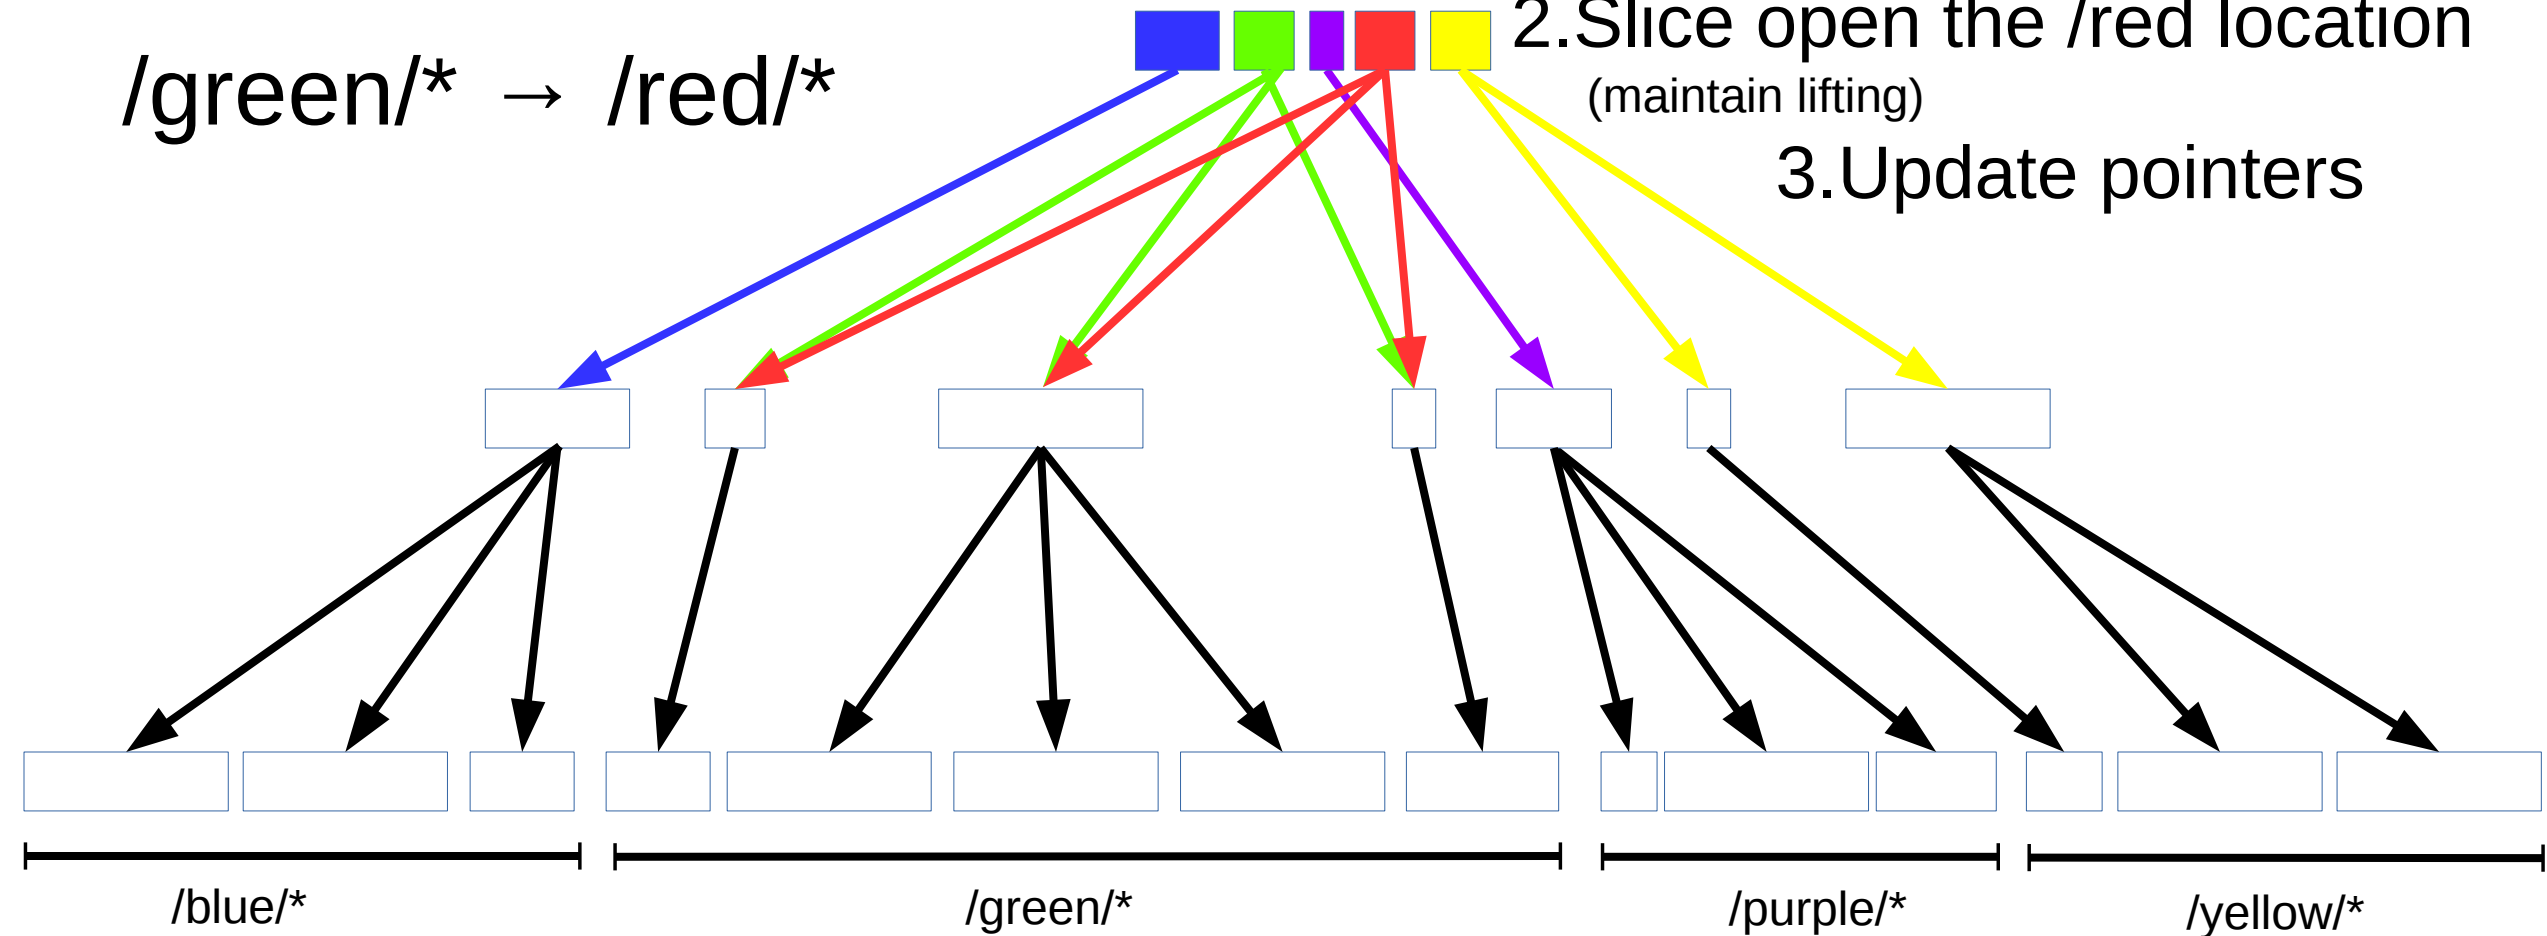 2.Slice open the /red location
/green/* → /red/*
(maintain lifting)
3.Update pointers
/blue/*
/green/*
/purple/*
/yellow/*